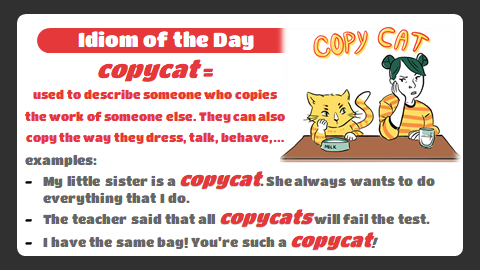 Idiom of the Day
COPY CAT
copycat =
used to describe someone who copies
the work of someone else. They can also
copy the way they dress, talk, behave,...
MILK
examples:
- My little sister is a copycat. She always wants to do
everything that I do.
- The teacher said that all copycats will fail the test.
- I have the same bag! You're such a copycat!